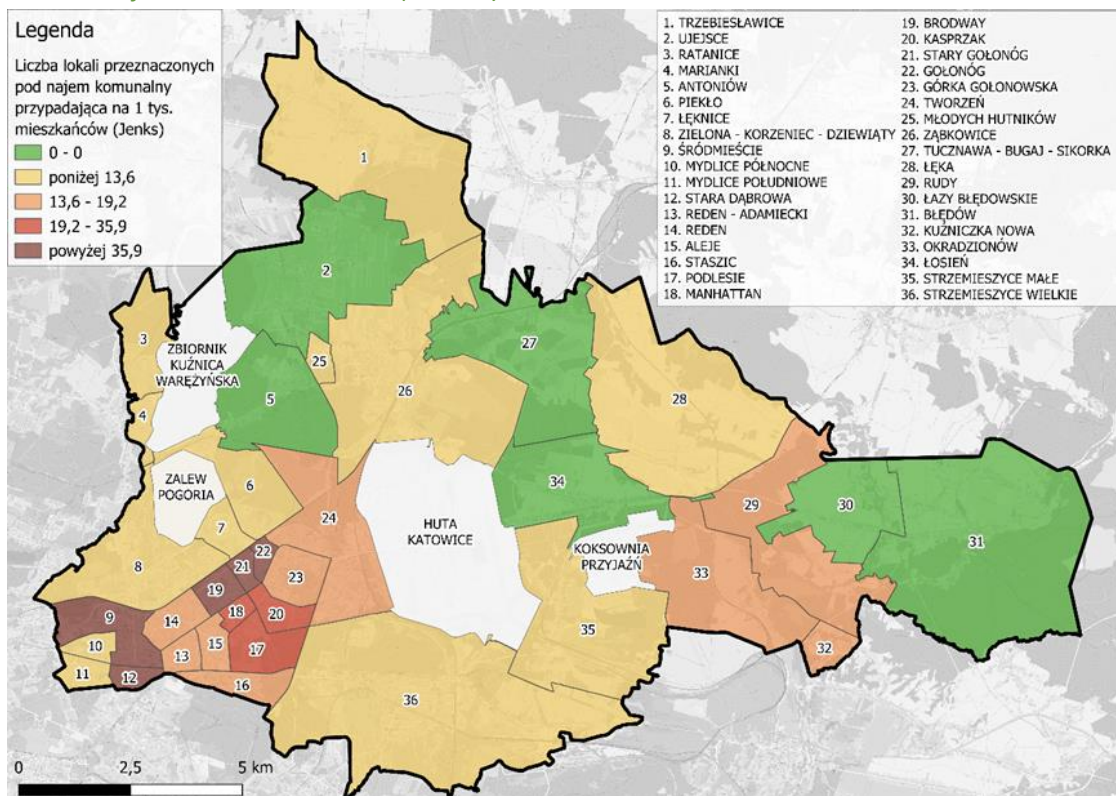 Legenda
Liczba lokali przeznaczonych
pod najem komunalny
przypadająca na 1 tys.
mieszkańców (Jenks)
0 - 0
poniżej 13,6
13,6 - 19,2
19,2 - 35,9
powyżej 35,9
1. TRZEBIESŁAWICE
2. UJEJSCE
3. RATANICE
4. MARIANKI
5. ANTONIÓW
6. PIEKŁO
7. ŁĘKNICE
8. ZIELONA - KORZENIEC - DZIEWIĄTY
9. ŚRÓDMIEŚCIE
10. MYDLICE PÓŁNOCNE
11. MYDLICE POŁUDNIOWE
12. STARA DĄBROWA
13. REDEN - ADAMIECKI
14. REDEN
15. ALEJE
16. STASZIC
17. PODLESIE
18. MANHATTAN
19. BRODWAY
20. KASPRZAK
21. STARY GOŁONÓG
22. GOŁONÓG
23. GÓRKA GOŁONOWSKA
24. TWORZEŃ
25. MŁODYCH HUTNIKÓW
26. ZĄBKOWICE
27. TUCZNAWA - BUGAJ - SIKORKA
28. ŁĘKA
29. RUDY
30. ŁAZY BŁĘDOWSKIE
31. BŁĘDÓW
32. KUŹNICZKA NOWA
33. OKRADZIONÓW
34. ŁOSIEŃ
35. STRZEMIESZYCE MAŁE
36. STRZEMIESZYCE WIELKIE
1
2
3
ZBIORNIK
KUŹNICA
WARĘŻYŃSKA
27
25
26
5
4
28
ZALEW
POGORIA
6
34
30
29
31
7
24
HUTA
KATOWICE
KOKSOWNIA
PRZYJAŹŃ
22
21
8
23
33
19
9
18
20
14
10
15
17
13
35
32
11
12
16
36
0
2,5
5 km